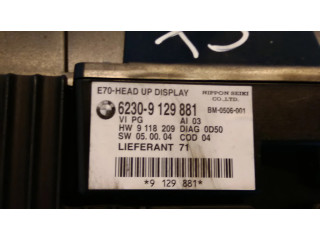 E70-HEAD UP DISPLAY
NIPPON SEIKI
CO.,LTD.
6230-9 129 881
BM-0506-001
VI PG AI 03
HW 9 118 209 DIAG 0D50
SW 05.00.04 COD 04
LIEFERANT 71
*9 129 881*